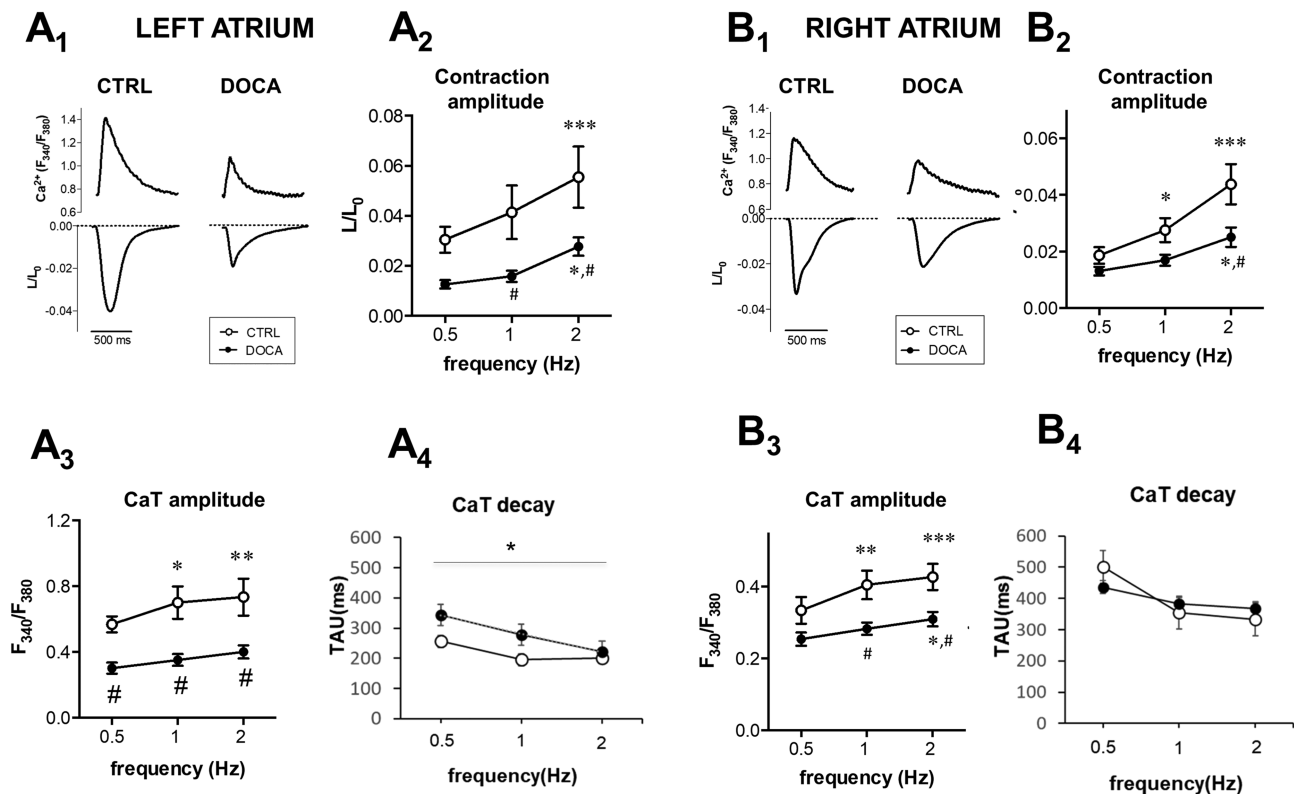 A1
LEFT ATRIUM
CTRL
DOCA
Ca2+ (F340/F380)
1.4
1.2
1.0
0.8
0.6
0.00
-0.02
-0.04
L/L0
500 ms
CTRL
DOCA
A2
Contraction
amplitude
L/L0
0.08
0.06
0.04
0.02
0.00
***
*,#
#
0.5
1
2
frequency (Hz)
B1
RIGHT ATRIUM
CTRL
DOCA
Ca2+ (F340/F380)
1.4
1.2
1.0
0.8
0.6
0.00
-0.02
-0.04
L/L0
500 ms
CTRL
DOCA
B2
Contraction
amplitude
0.06
0.04
0.02
0.00
*
***
*,#
0.5
1
2
frequency (Hz)
A3
CaT amplitude
F340/F380
1.2
0.8
0.4
0.0
*
**
#
#
#
0.5
1
2
frequency (Hz)
A4
CaT decay
TAU(ms)
600
500
400
300
200
100
0
*
0.5
1
2
frequency(Hz)
B3
CaT amplitude
F340/F380
0.4
0.2
0.0
**
***
#
*,#
0.5
1
2
frequency (Hz)
B4
CaT decay
TAU(ms)
600
500
400
300
200
100
0
0.5
1
2
frequency(Hz)